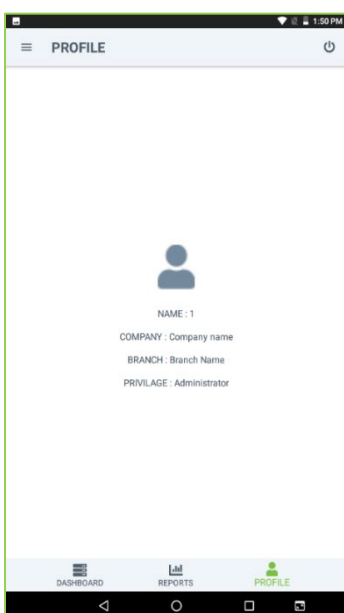 1:50 PM
PROFILE
NAME : 1
COMPANY : Company name
BRANCH : Branch Name
PRIVILAGE : Administrator
DASHBOARD REPORTS PROFILE